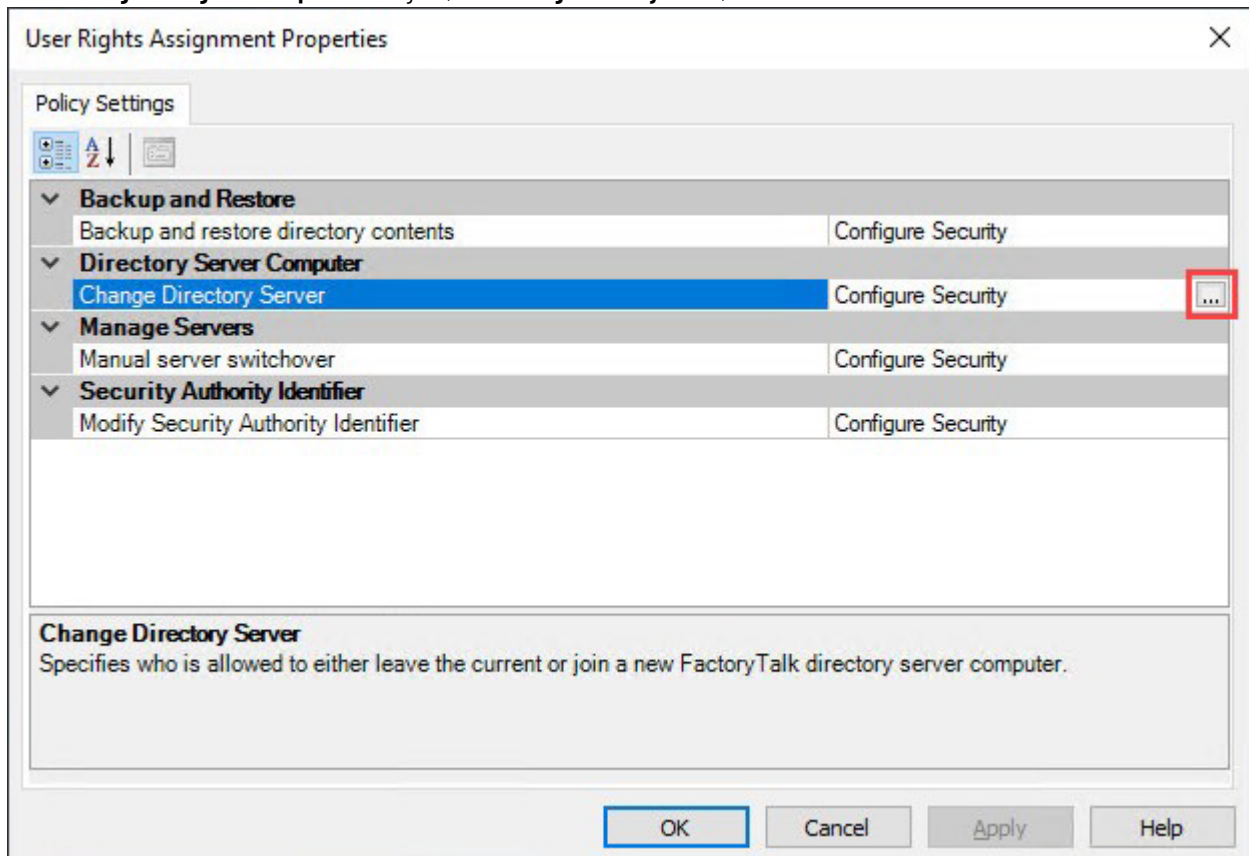 User Rights Assignment Properties
Policy Settings
Backup and Restore
Backup and restore directory contents Configure Security
Directory Server Computer
Change Directory Server Configure Security ...
Manage Servers
Manual server switchover Configure Security
Security Authority Identifier
Modify Security Authority Identifier Configure Security
Change Directory Server
Specifies who is allowed to either leave the current or join a new FactoryTalk directory server computer.
OK Cancel Apply Help